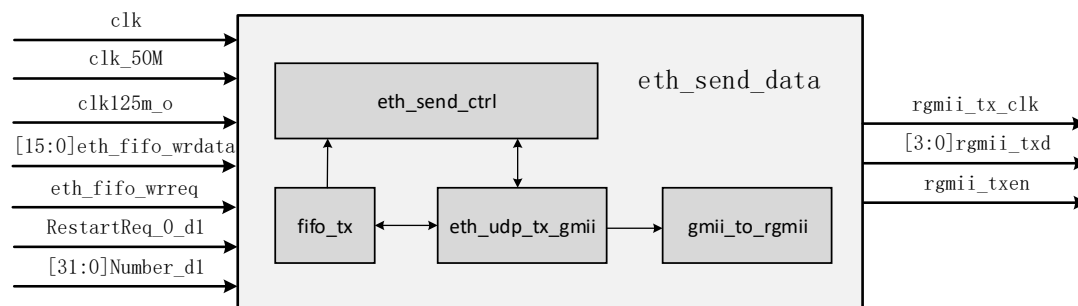 clk
clk_50M
clk125m_o
[15:0]eth_fifo_wrdata
eth_fifo_wrreq
RestartReq_0_d1
[31:0]Number_d1
eth_send_data
eth_send_ctrl
fifo_tx
eth_udp_tx_gmii
gmii_to_rgmii
rgmii_tx_clk
[3:0]rgmii_txd
rgmii_txen